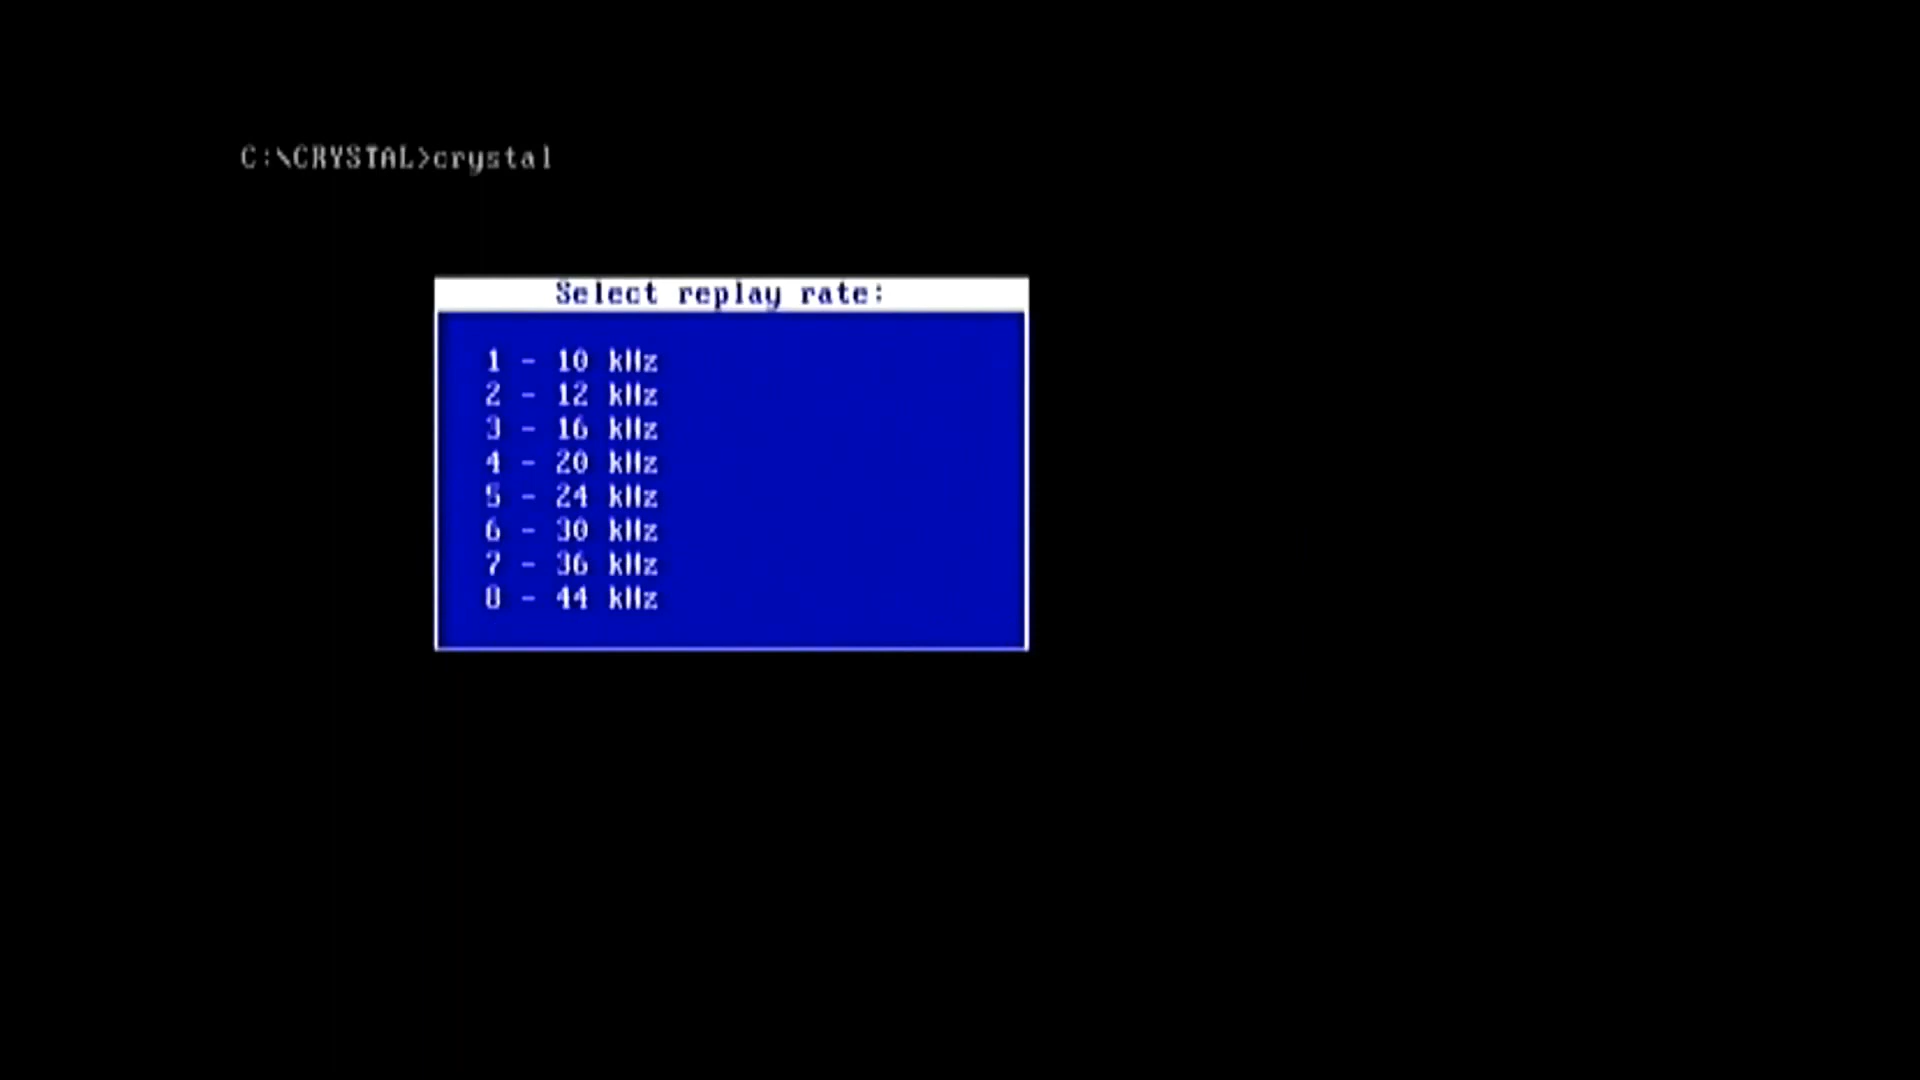 C:\CRYSTAL>crystal
Select replay rate:
1 - 10 kHz
2 - 12 kHz
3 - 16 kHz
4 - 20 kHz
5 - 24 kHz
6 - 30 kHz
7 - 36 kHz
8 - 44 kHz